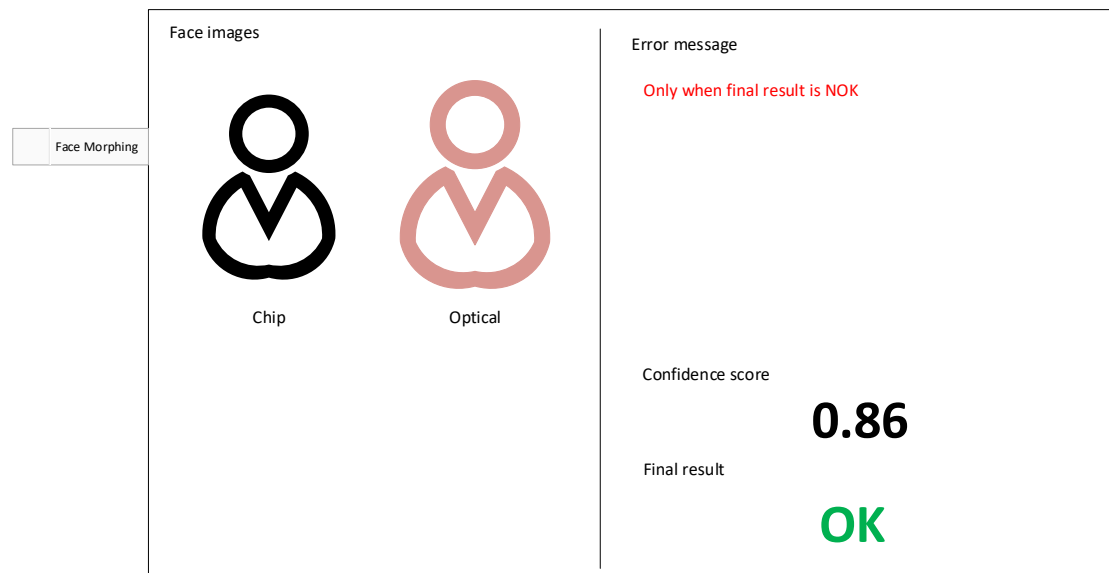 Face Morphing
Face images
Chip
Optical
Error message
Only when final result is NOK
Confidence score
0.86
Final result
OK